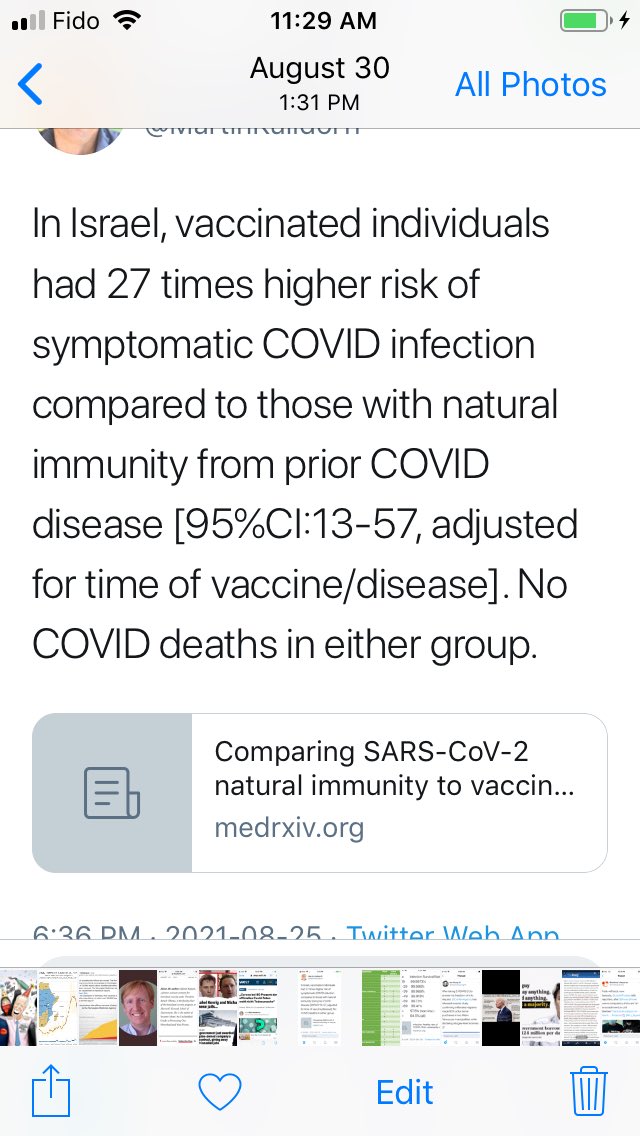 Fido 11:29 AM
August 30
1:31 PM
All Photos
@MartinKulldorff
In Israel, vaccinated individuals
had 27 times higher risk of
symptomatic COVID infection
compared to those with natural
immunity from prior COVID
disease [95%CI:13-57, adjusted
for time of vaccine/disease]. No
COVID deaths in either group.
Comparing SARS-CoV-2
natural immunity to vaccin...
medrxiv.org
6:36 PM · 2021-08-25 · Twitter Web App
Edit